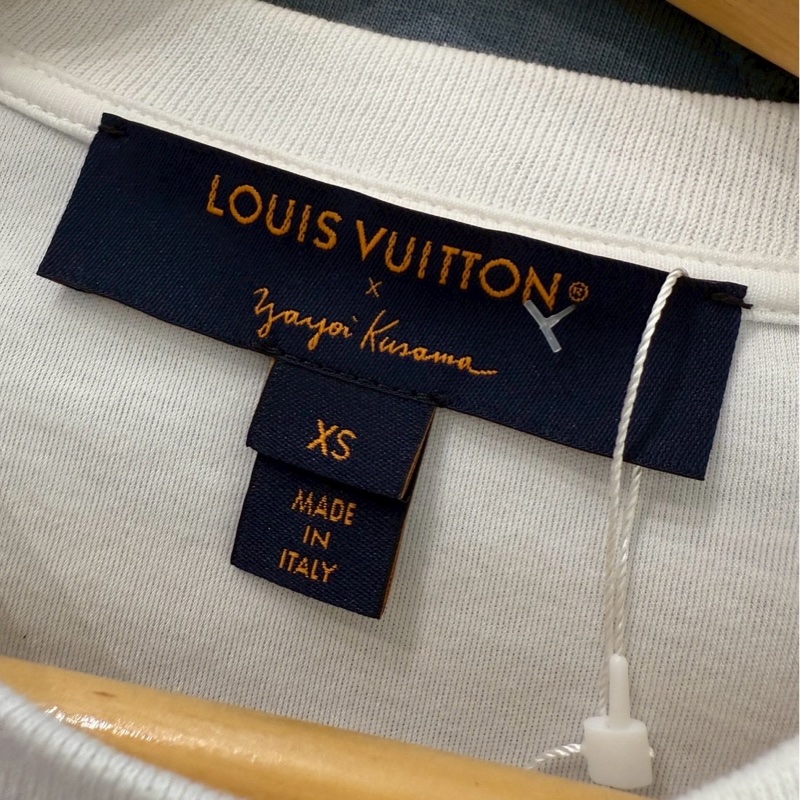 LOUIS VUITTON®
x
Yayoi Kusama
XS
MADE
IN
ITALY